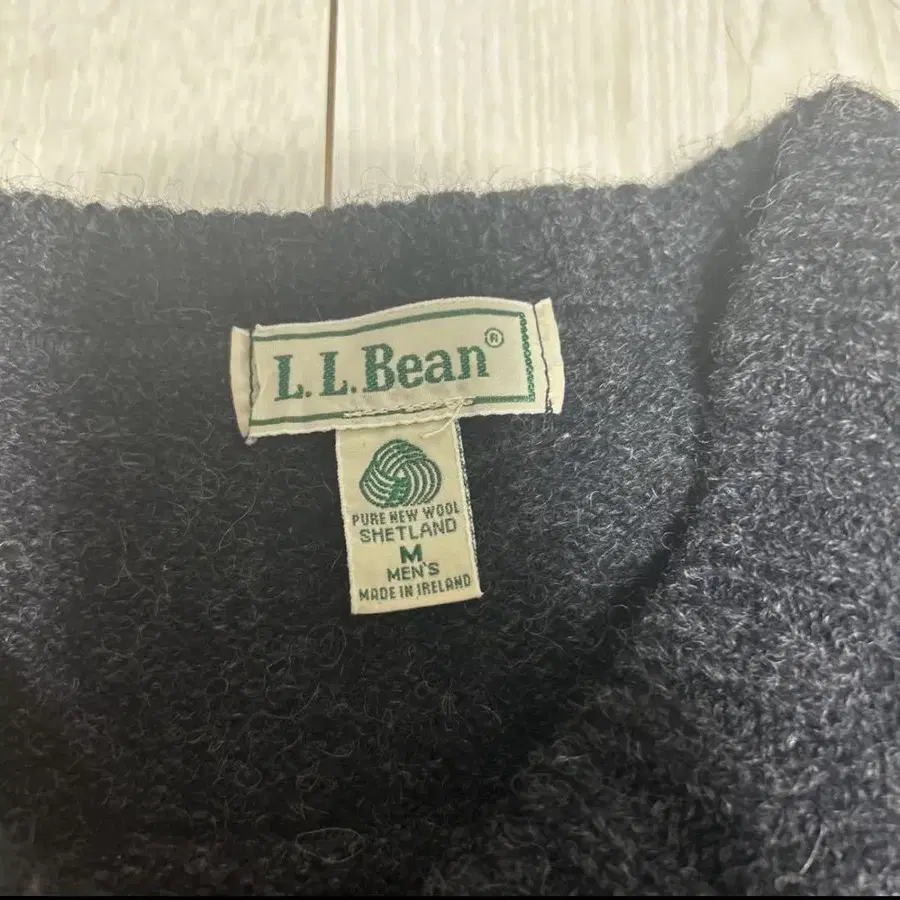 L.L.Bean®
PURE NEW WOOL
SHETLAND
M
MEN'S
MADE IN IRELAND